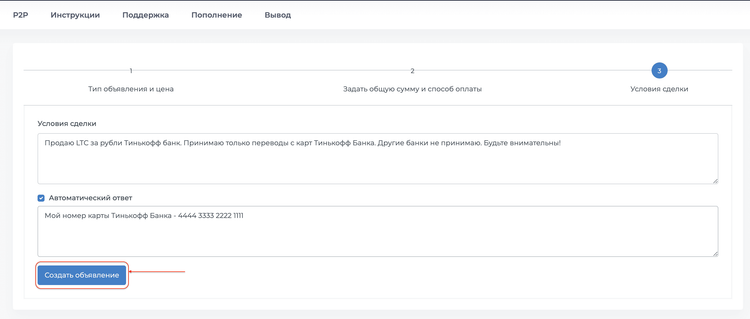 P2P Инструкции Поддержка Пополнение Вывод
1 2 3
Тип объявления и цена Задать общую сумму и способ оплаты Условия сделки
Условия сделки
Продаю LTC за рубли Тинькофф банк. Принимаю только переводы с карт Тинькофф Банка. Другие банки не принимаю. Будьте внимательны!
Автоматический ответ
Мой номер карты Тинькофф Банка - 4444 3333 2222 1111
Создать объявление